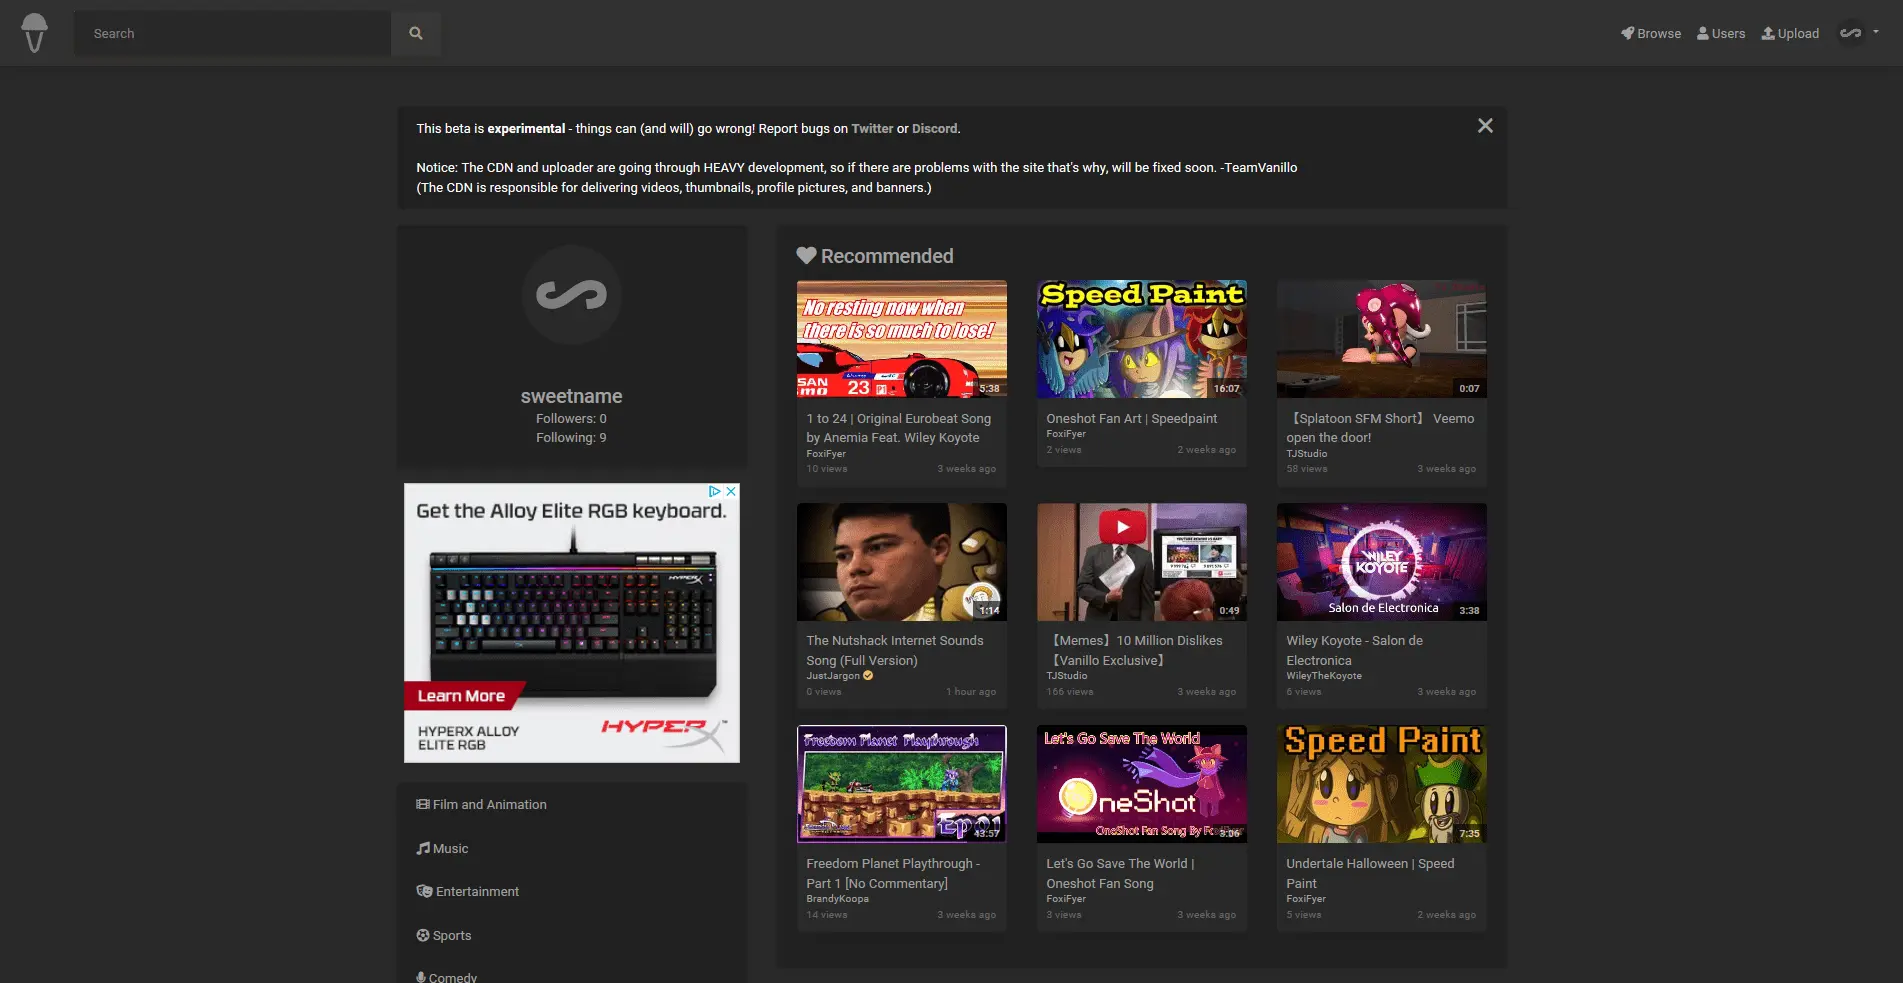 Search
Browse
Users
Upload
This beta is experimental - things can (and will) go wrong! Report bugs on Twitter or Discord.
Notice: The CDN and uploader are going through HEAVY development, so if there are problems with the site that's why, will be fixed soon. -TeamVanillo
(The CDN is responsible for delivering videos, thumbnails, profile pictures, and banners.)
sweetname
Followers: 0
Following: 9
Get the Alloy Elite RGB keyboard.
HYPERX
Learn More
HYPERX ALLOY
ELITE RGB
HYPERX
Film and Animation
Music
Entertainment
Sports
Comedy
Recommended
No resting now when
there is so much to lose!
23
5:38
1 to 24 | Original Eurobeat Song
by Anemia Feat. Wiley Koyote
FoxiFyer
10 views
3 weeks ago
Speed Paint
16:07
Oneshot Fan Art | Speedpaint
FoxiFyer
2 views
2 weeks ago
0:07
【Splatoon SFM Short】 Veemo
open the door!
TJStudio
58 views
3 weeks ago
1:14
The Nutshack Internet Sounds
Song (Full Version)
JustJargon
0 views
1 hour ago
0:49
【Memes】10 Million Dislikes
【Vanillo Exclusive】
TJStudio
166 views
3 weeks ago
WILEY
KOYOTE
Salon de Electronica
3:38
Wiley Koyote - Salon de
Electronica
WileyTheKoyote
6 views
3 weeks ago
Freedom Planet Playthrough
Ep01
43:57
Freedom Planet Playthrough -
Part 1 [No Commentary]
BrandyKoopa
14 views
3 weeks ago
Let's Go Save The World
OneShot
OneShot Fan Song By
3:06
Let's Go Save The World |
Oneshot Fan Song
FoxiFyer
3 views
3 weeks ago
Speed Paint
7:35
Undertale Halloween | Speed
Paint
FoxiFyer
5 views
2 weeks ago